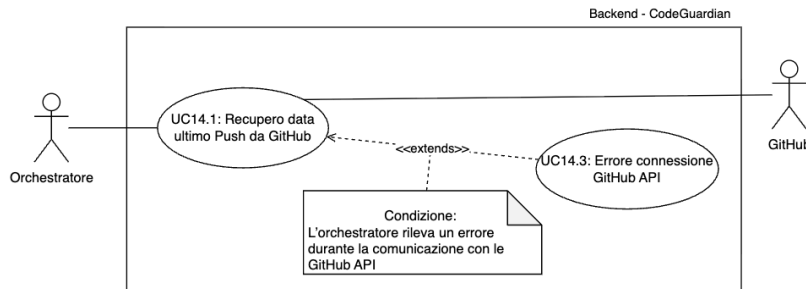 Backend - CodeGuardian
UC14.1: Recupero data
ultimo Push da GitHub
<<extends>>
UC14.3: Errore connessione
GitHub API
Orchestratore
GitHub
Condizione:
L'orchestratore rileva un errore
durante la comunicazione con le
GitHub API